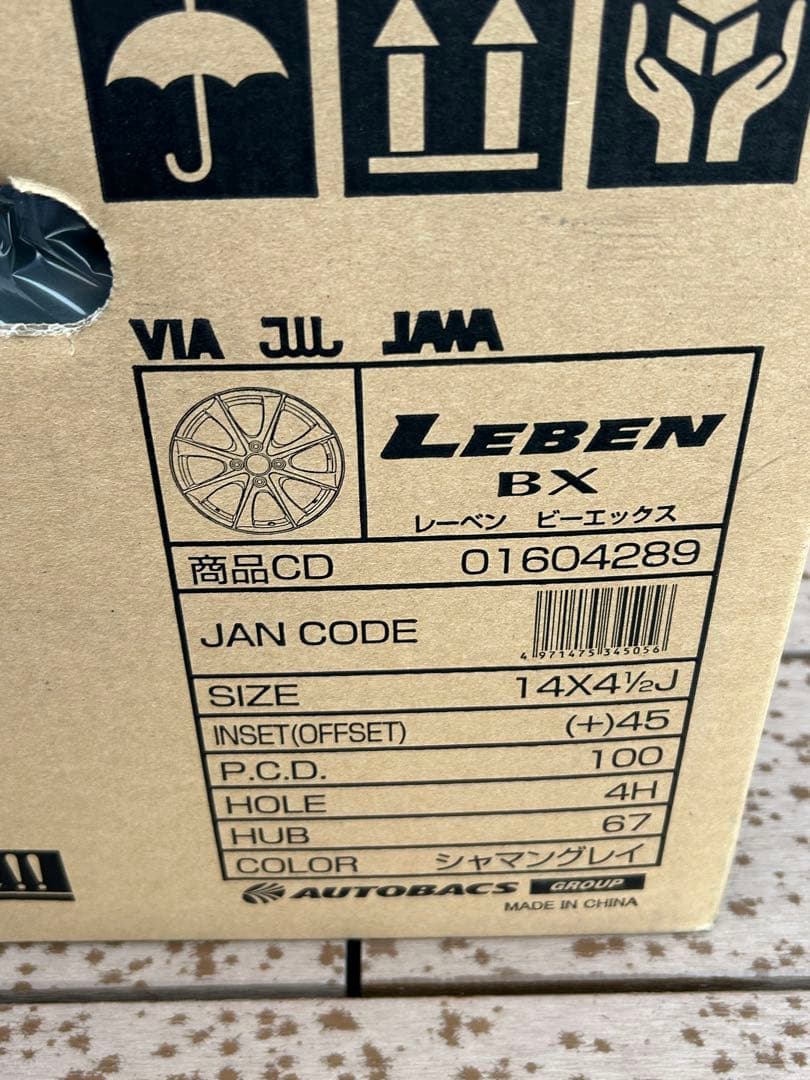 VIA JWL JAWA
LEBEN
BX
レーベン ビーエックス
商品CD 01604289
JAN CODE
4 971475 345056
SIZE 14X4½J
INSET(OFFSET) (+)45
P.C.D. 100
HOLE 4H
HUB 67
COLOR シャマングレイ
AUTOBACS GROUP
MADE IN CHINA
!!